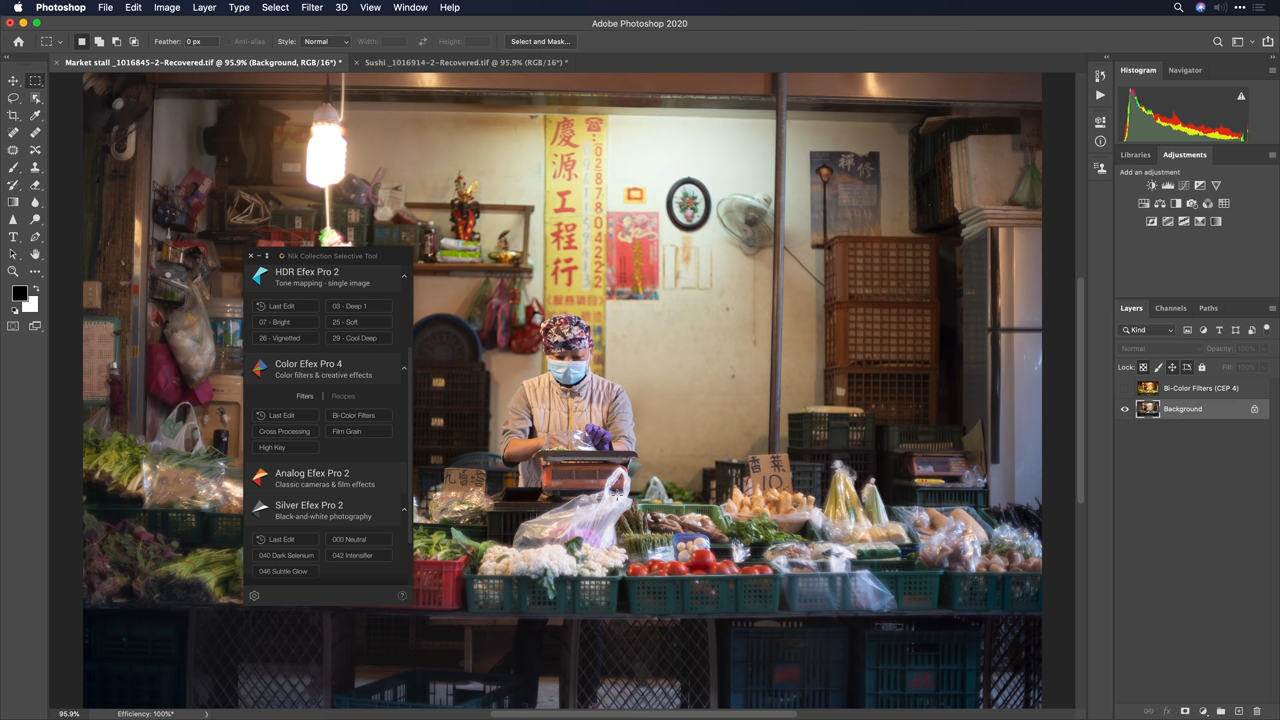 Photoshop File Edit Image Layer Type Select Filter 3D View Window Help
Adobe Photoshop 2020
Feather: 0 px Anti-alias Style: Normal Width: Height: Select and Mask...
Market stall _1016845-2-Recovered.tif @ 95.9% (Background, RGB/16*) *
Sushi _1016914-2-Recovered.tif @ 95.9% (RGB/16*) *
Histogram Navigator
Libraries Adjustments
Add an adjustment
Layers Channels Paths
Kind
Normal Opacity: 100%
Lock: Fill: 100%
Bi-Color Filters (CEP 4)
Background
Nik Collection Selective Tool
HDR Efex Pro 2
Tone mapping - single image
Last Edit 03 - Deep 1
07 - Bright 25 - Soft
26 - Vignetted 29 - Cool Deep
Color Efex Pro 4
Color filters & creative effects
Filters | Recipes
Last Edit Bi-Color Filters
Cross Processing Film Grain
High Key
Analog Efex Pro 2
Classic cameras & film effects
Silver Efex Pro 2
Black-and-white photography
Last Edit 000 Neutral
040 Dark Selenium 042 Intensifier
046 Subtle Glow
慶源工程行
禪修
香菜
95.9% Efficiency: 100%*